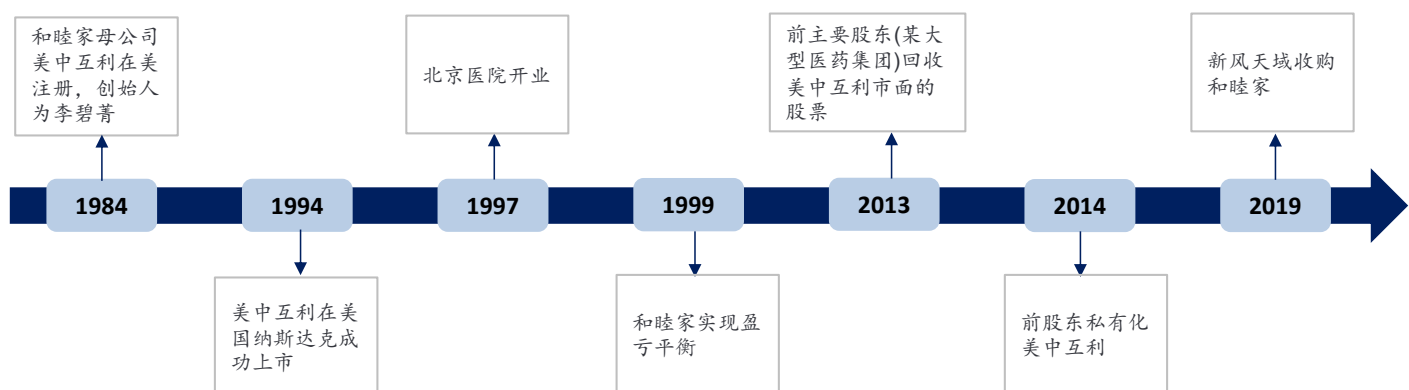 和睦家母公司
美中互利在美
注册，创始人
为李碧菁
北京医院开业
前主要股东(某大
型医药集团)回收
美中互利市面的
股票
新风天域收购
和睦家
1984
1994
1997
1999
2013
2014
2019
美中互利在美
国纳斯达克成
功上市
和睦家实现盈
亏平衡
前股东私有化
美中互利